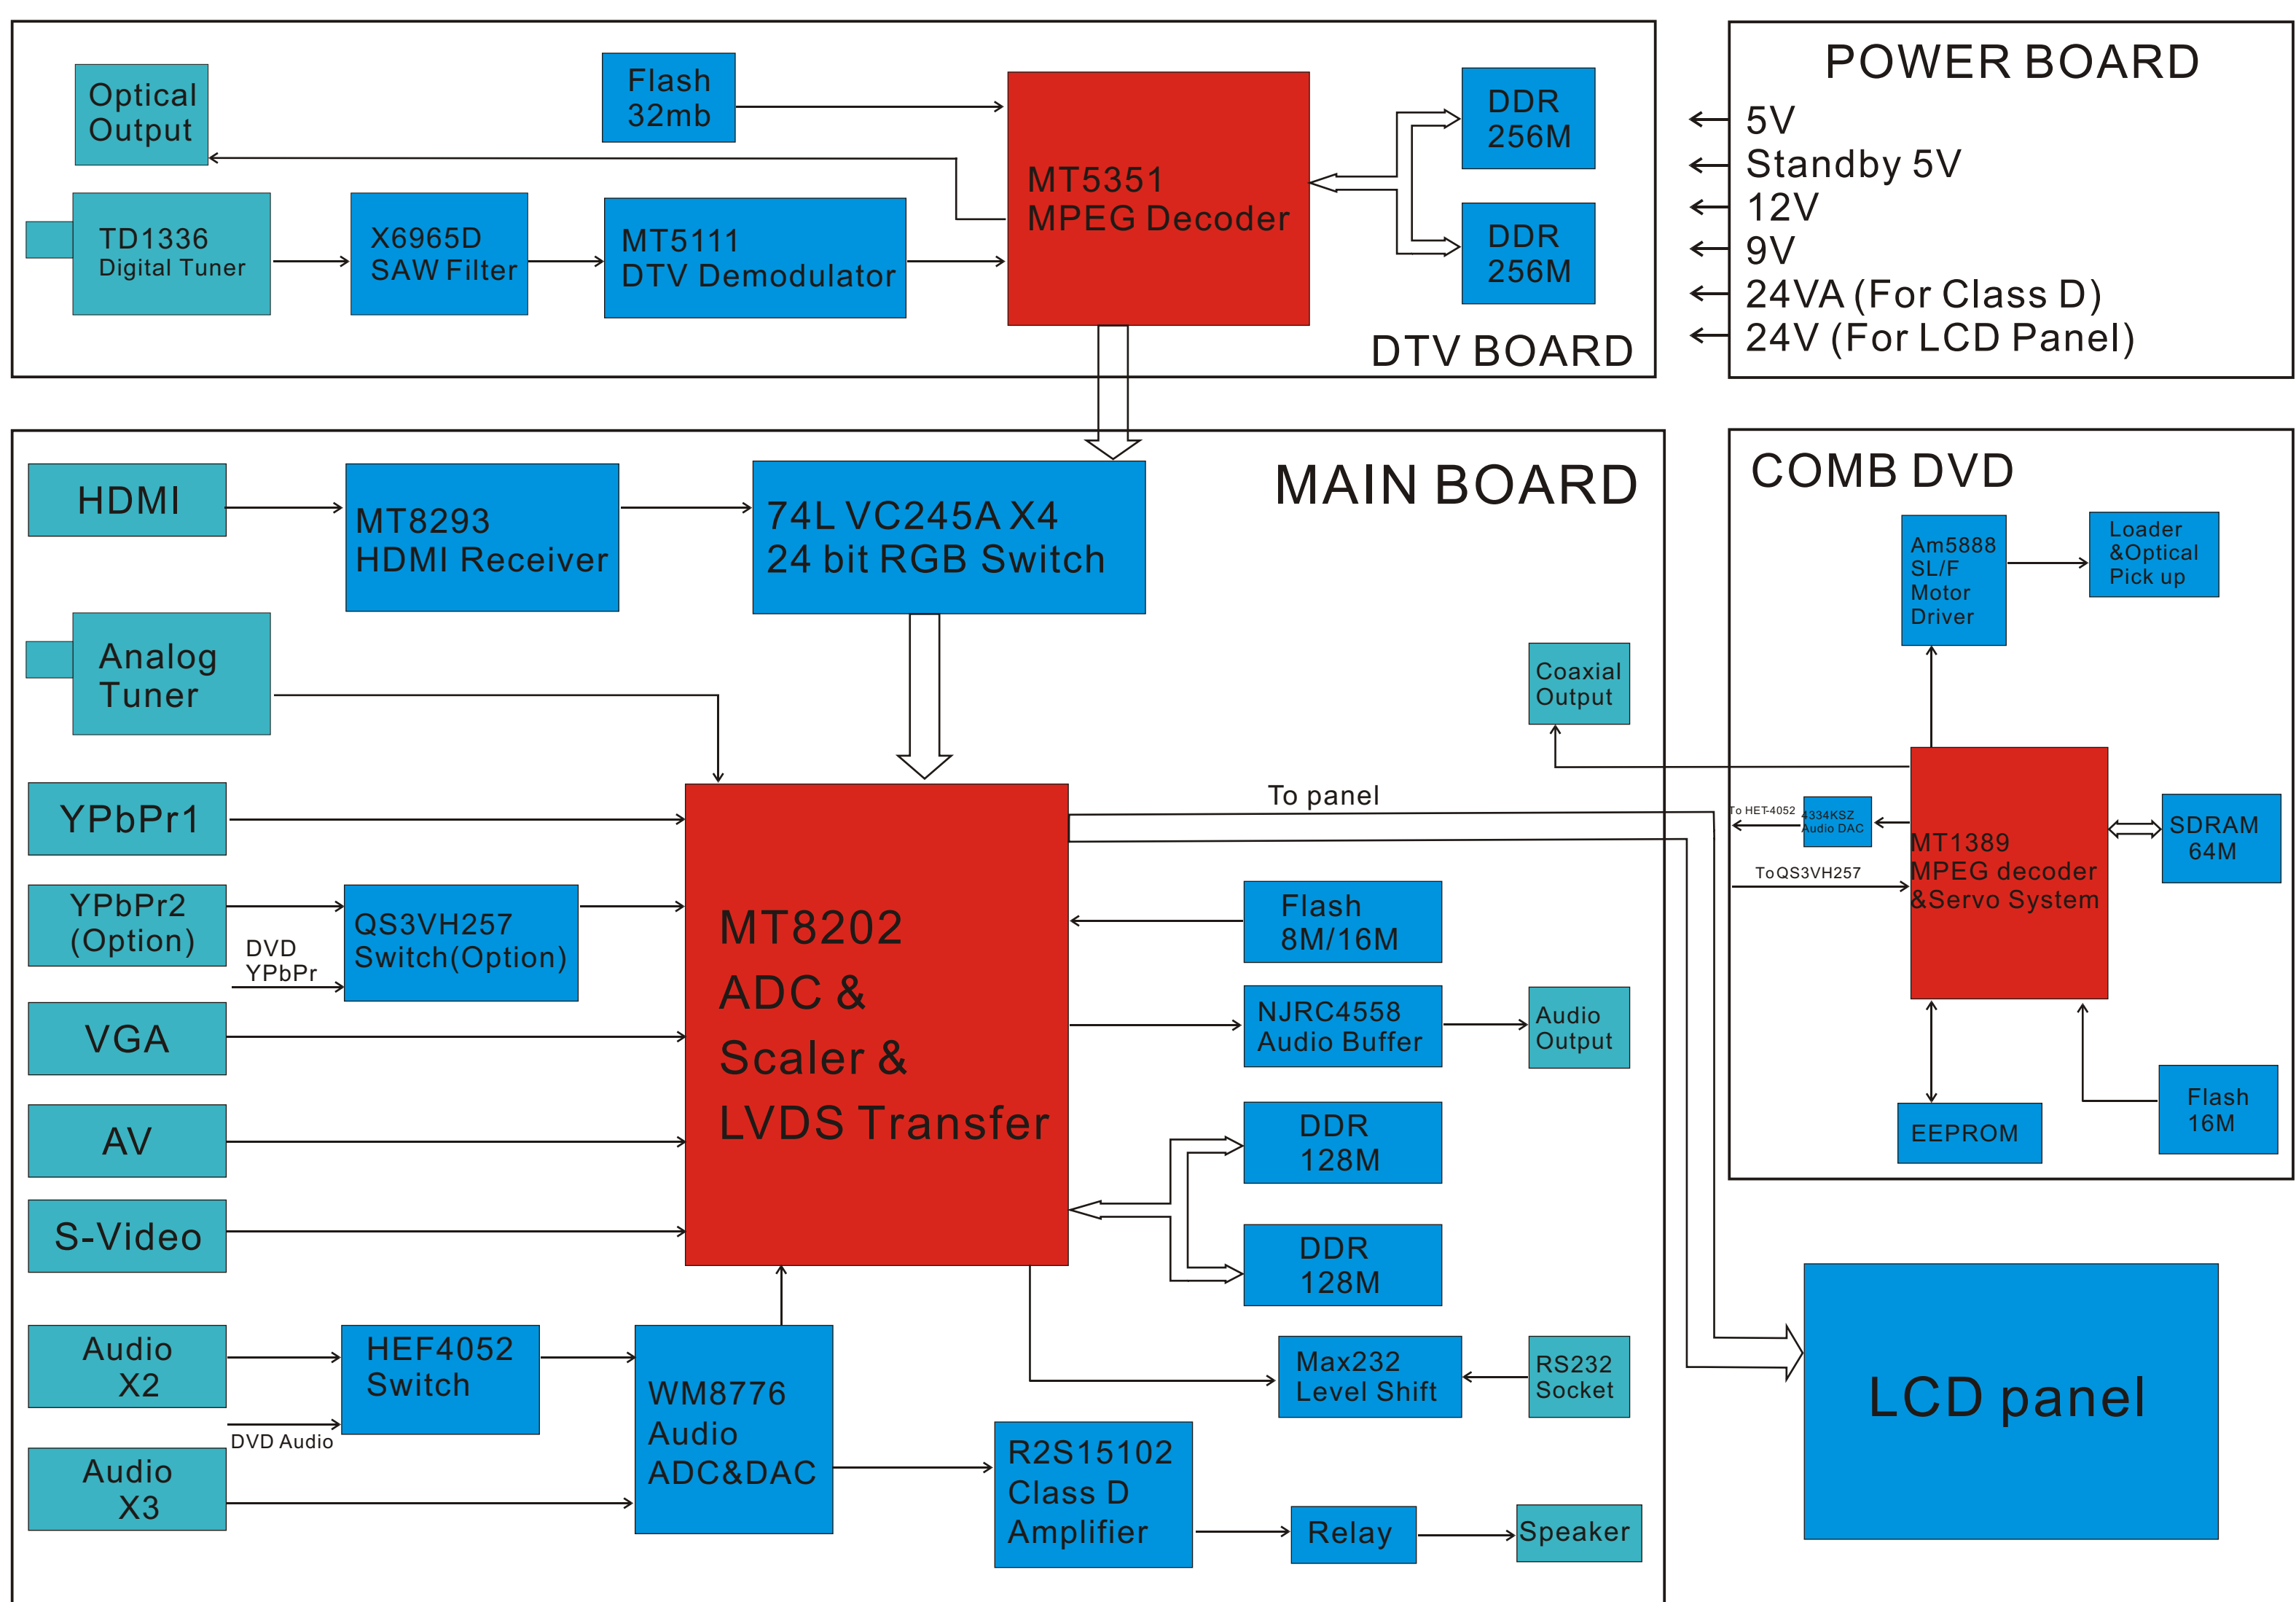 Optical
Output
Flash
32mb
MT5351
MPEG Decoder
DDR
256M
DDR
256M
TD1336
Digital Tuner
X6965D
SAW Filter
MT5111
DTV Demodulator
DTV BOARD
POWER BOARD
5V
Standby 5V
12V
9V
24VA (For Class D)
24V (For LCD Panel)
MAIN BOARD
HDMI
MT8293
HDMI Receiver
74L VC245A X4
24 bit RGB Switch
Analog
Tuner
Coaxial
Output
YPbPr1
To panel
YPbPr2
(Option)
DVD
YPbPr
QS3VH257
Switch(Option)
VGA
AV
S-Video
MT8202
ADC &
Scaler &
LVDS Transfer
Flash
8M/16M
NJRC4558
Audio Buffer
Audio
Output
DDR
128M
DDR
128M
Audio
X2
DVD Audio
HEF4052
Switch
Audio
X3
WM8776
Audio
ADC&DAC
Max232
Level Shift
RS232
Socket
R2S15102
Class D
Amplifier
Relay
Speaker
COMB DVD
Am5888
SL/F
Motor
Driver
Loader
&Optical
Pick up
To HET-4052
4334KSZ
Audio DAC
To QS3VH257
MT1389
MPEG decoder
&Servo System
SDRAM
64M
EEPROM
Flash
16M
LCD panel